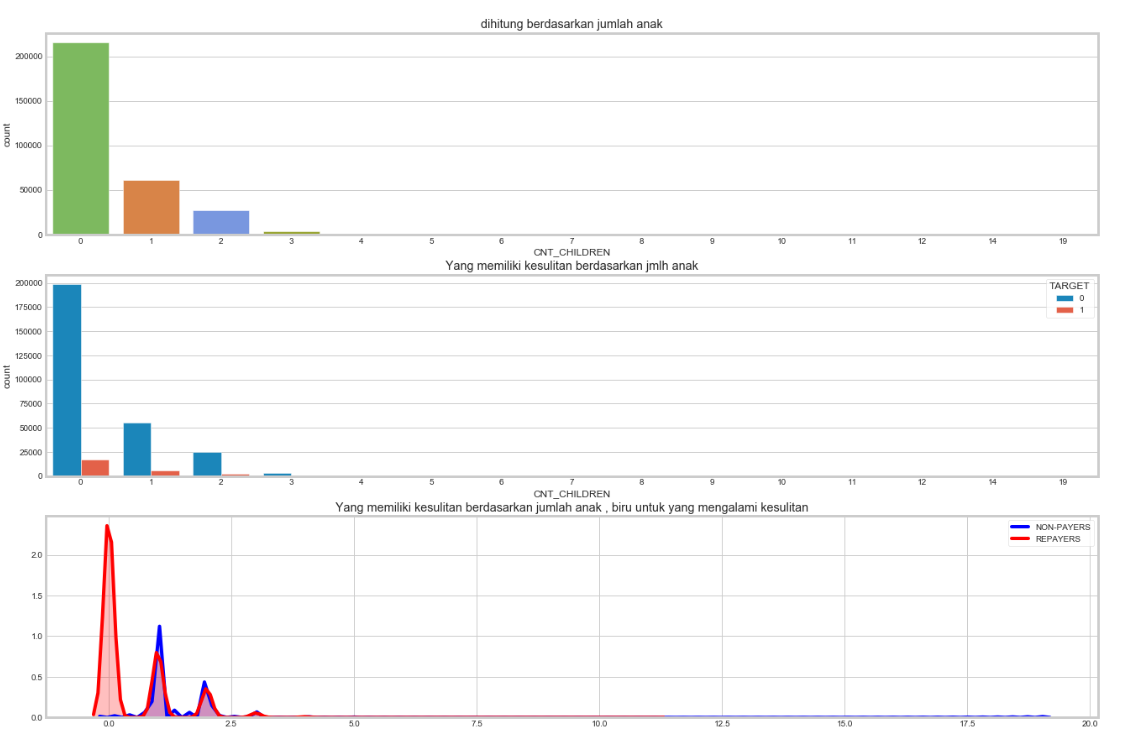 dihitung berdasarkan jumlah anak
200000
150000
100000
50000
0
count
0 1 2 3 4 5 6 7 8 9 10 11 12 14 19
CNT_CHILDREN
Yang memiliki kesulitan berdasarkan jmlh anak
200000
175000
150000
125000
100000
75000
50000
25000
0
count
TARGET
0
1
0 1 2 3 4 5 6 7 8 9 10 11 12 14 19
CNT_CHILDREN
Yang memiliki kesulitan berdasarkan jumlah anak , biru untuk yang mengalami kesulitan
2.0
1.5
1.0
0.5
0.0
NON-PAYERS
REPAYERS
0.0 2.5 5.0 7.5 10.0 12.5 15.0 17.5 20.0